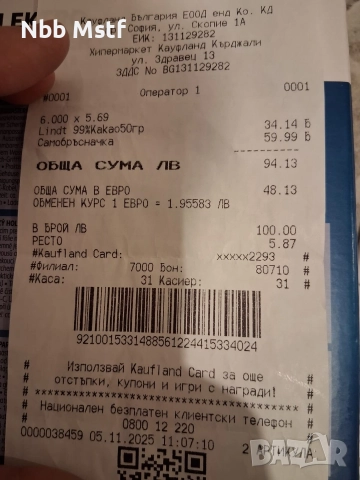 Nbb Mstf
Кауфланд България ЕООД енд Ко. КД
София, ул. Скопие 1А
ЕИК: 131129282
Хипермаркет Кауфланд Кърджали
ул. Здравец 13
ЗДДС No BG131129282
#0001 Оператор 1 0001
6.000 x 5.69
Lindt 99%Какао50гр 34.14 Б
Самобръсначка 59.99 Б
ОБЩА СУМА ЛВ 94.13
ОБЩА СУМА В ЕВРО 48.13
ОБМЕНЕН КУРС 1 ЕВРО = 1.95583 ЛВ
В БРОЙ ЛВ 100.00
РЕСТО 5.87
#Kaufland Card: xxxxx2293 #
#Филиал: 7000 Бон: 80710 #
#Каса: 31 Касиер: 31 #
9210015331488561224415334024
# Използвай Kaufland Card за още #
# отстъпки, купони и игри с награди! #
# Национален безплатен клиентски телефон #
# 0800 12 220 #
0000038459 05.11.2025 11:07:10
2 АРТИКУЛА
BAZAR